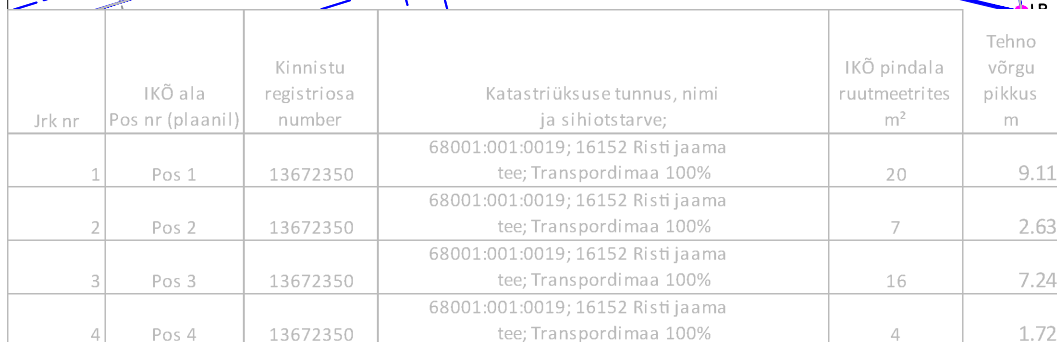 LR
Jrk nr
IKÕ ala
Pos nr (plaanil)
Kinnistu
registriosa
number
Katastriüksuse tunnus, nimi
ja sihiotstarve;
IKÕ pindala
ruutmeetrites
m²
Tehno
võrgu
pikkus
m
1
Pos 1
13672350
68001:001:0019; 16152 Risti jaama
tee; Transpordimaa 100%
20
9.11
2
Pos 2
13672350
68001:001:0019; 16152 Risti jaama
tee; Transpordimaa 100%
7
2.63
3
Pos 3
13672350
68001:001:0019; 16152 Risti jaama
tee; Transpordimaa 100%
16
7.24
4
Pos 4
13672350
68001:001:0019; 16152 Risti jaama
tee; Transpordimaa 100%
4
1.72